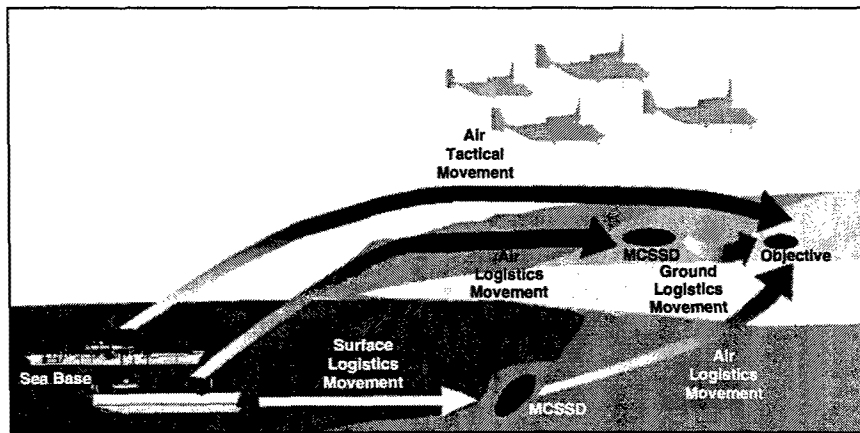 Air
Tactical
Movement
Air
Logistics
Movement
MCSSD
Ground
Logistics
Movement
Objective
Sea Base
Surface
Logistics
Movement
MCSSD
Air
Logistics
Movement